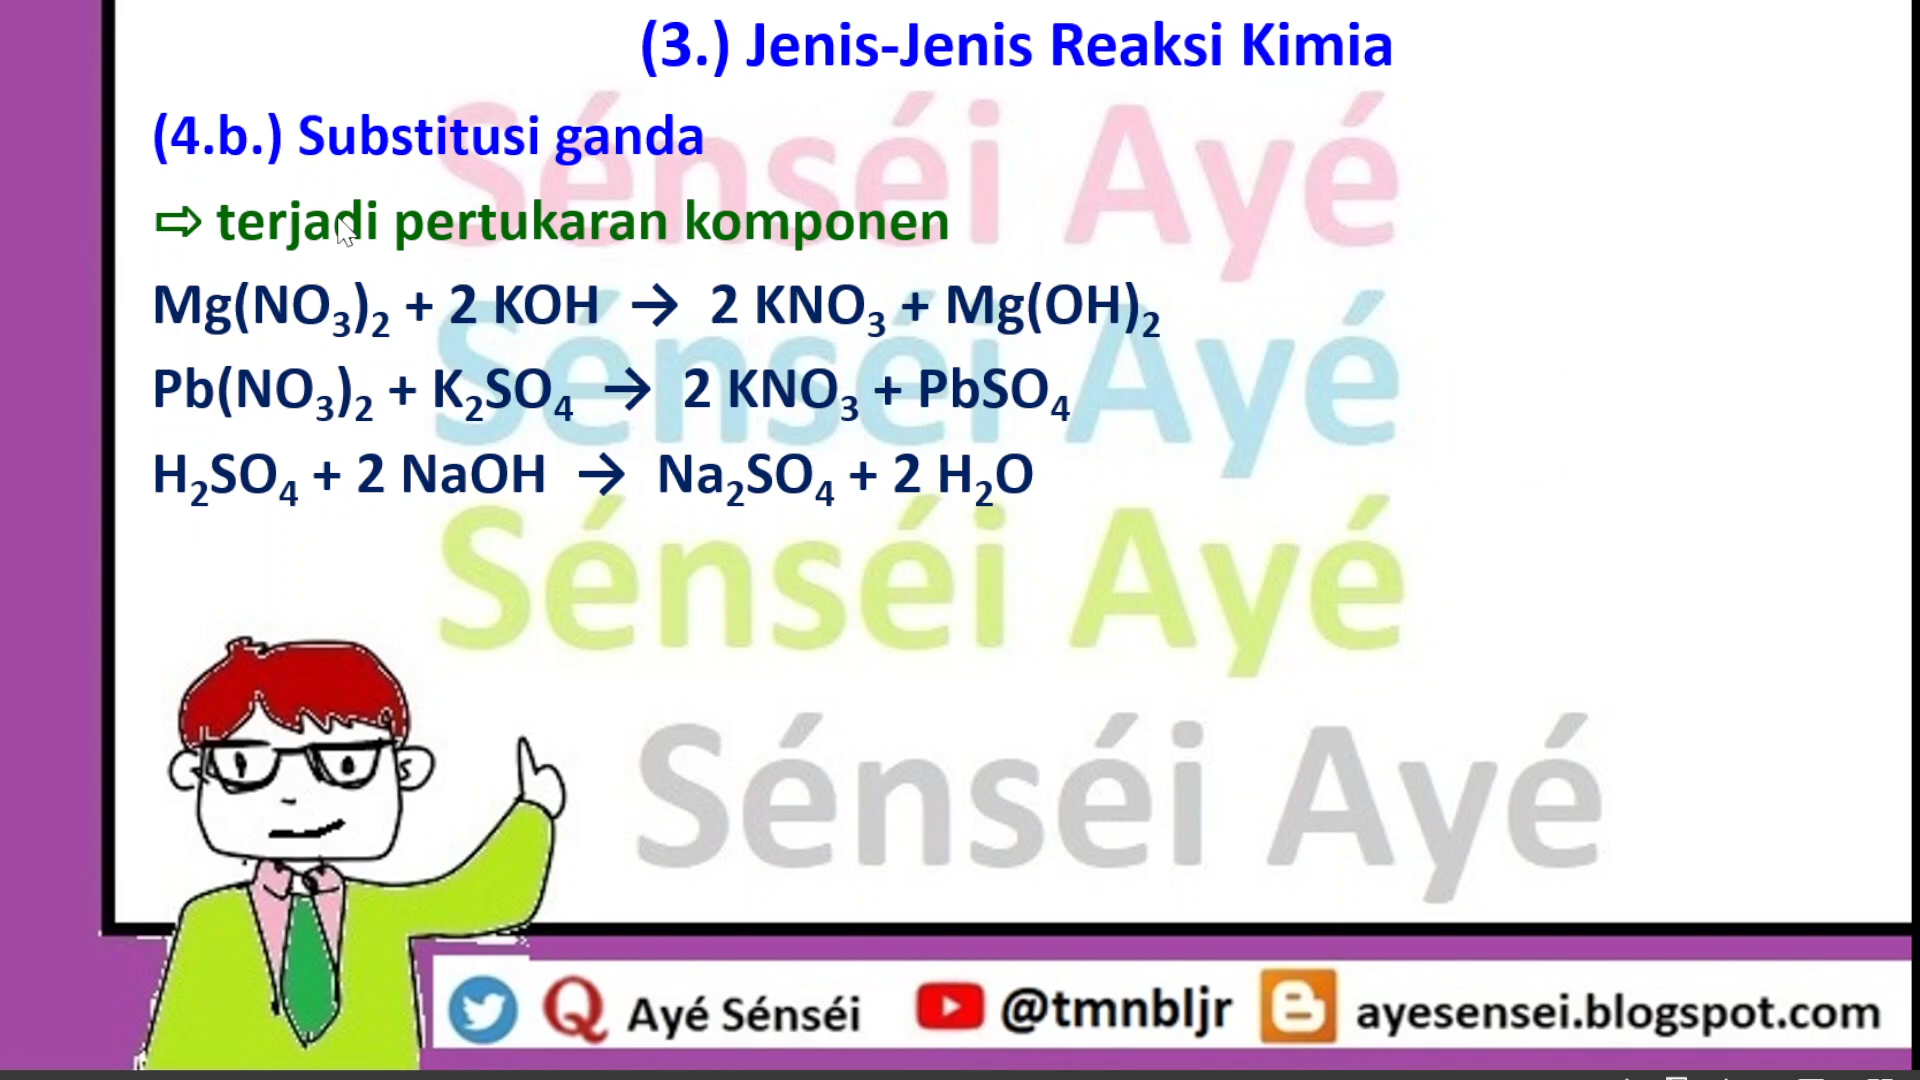 (3.) Jenis-Jenis Reaksi Kimia
(4.b.) Substitusi ganda
⇨ terjadi pertukaran komponen
Mg(NO₃)₂ + 2 KOH → 2 KNO₃ + Mg(OH)₂
Pb(NO₃)₂ + K₂SO₄ → 2 KNO₃ + PbSO₄
H₂SO₄ + 2 NaOH → Na₂SO₄ + 2 H₂O
Sénséi Ayé
Sénséi Ayé
Sénséi Ayé
Sénséi Ayé
Ayé Sénséi @tmnbljr ayesensei.blogspot.com